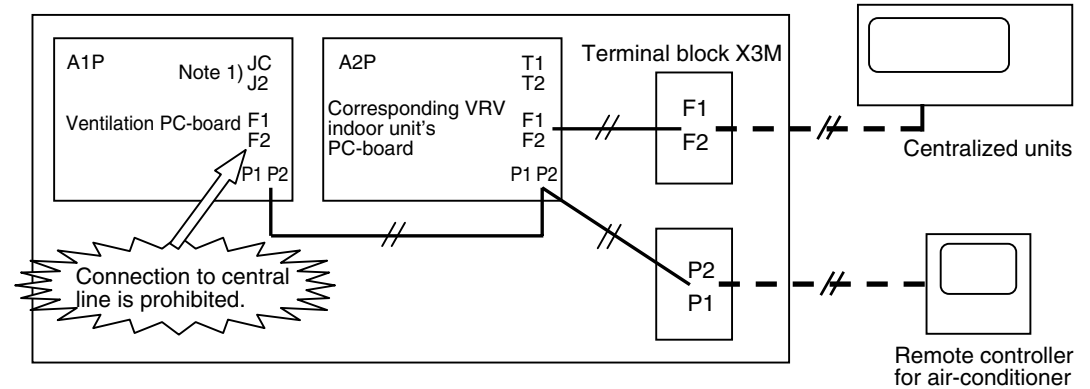 A1P
Note 1) JC
J2
Ventilation PC-board F1
F2
P1 P2
Connection to central
line is prohibited.
A2P
T1
T2
Corresponding VRV
indoor unit's
PC-board
F1
F2
P1 P2
Terminal block X3M
F1
F2
P2
P1
Centralized units
Remote controller
for air-conditioner